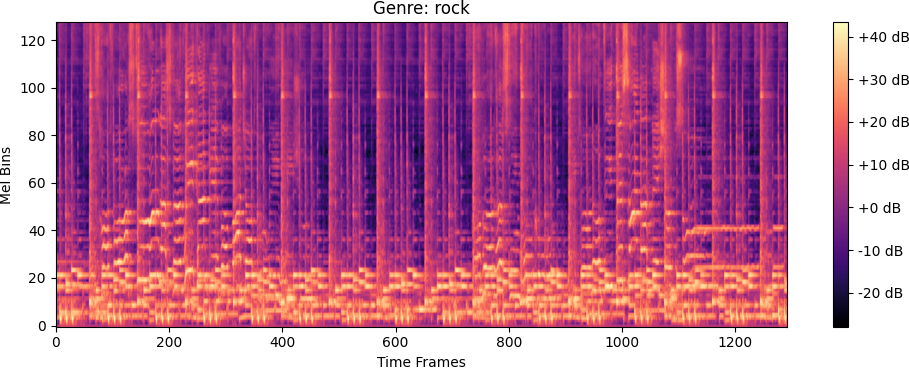 Genre: rock
120
100
80
60
40
20
0
Mel Bins
0 200 400 600 800 1000 1200
Time Frames
+40 dB
+30 dB
+20 dB
+10 dB
+0 dB
-10 dB
-20 dB